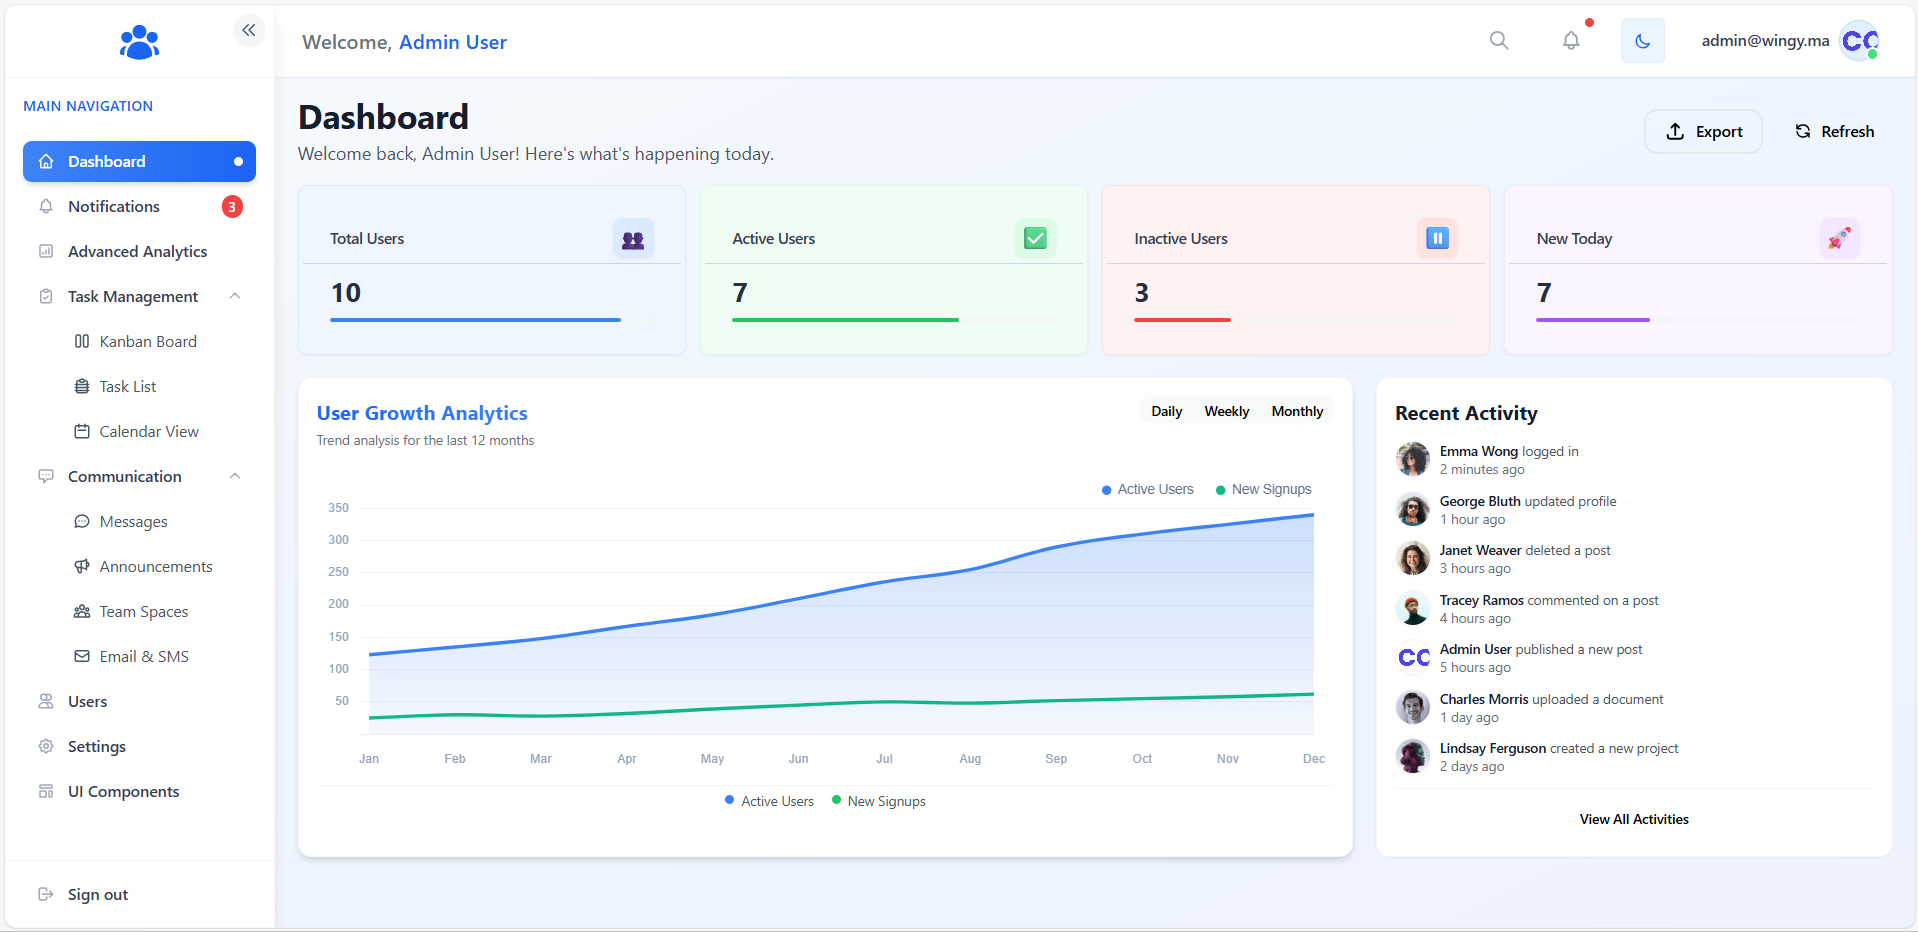 Welcome, Admin User
admin@wingy.ma
MAIN NAVIGATION
Dashboard
Notifications
3
Advanced Analytics
Task Management
Kanban Board
Task List
Calendar View
Communication
Messages
Announcements
Team Spaces
Email & SMS
Users
Settings
UI Components
Sign out
Dashboard
Welcome back, Admin User! Here's what's happening today.
Export
Refresh
Total Users
10
Active Users
7
Inactive Users
3
New Today
7
User Growth Analytics
Trend analysis for the last 12 months
Daily Weekly Monthly
Active Users New Signups
350
300
250
200
150
100
50
Jan Feb Mar Apr May Jun Jul Aug Sep Oct Nov Dec
Active Users New Signups
Recent Activity
Emma Wong logged in
2 minutes ago
George Bluth updated profile
1 hour ago
Janet Weaver deleted a post
3 hours ago
Tracey Ramos commented on a post
4 hours ago
Admin User published a new post
5 hours ago
Charles Morris uploaded a document
1 day ago
Lindsay Ferguson created a new project
2 days ago
View All Activities